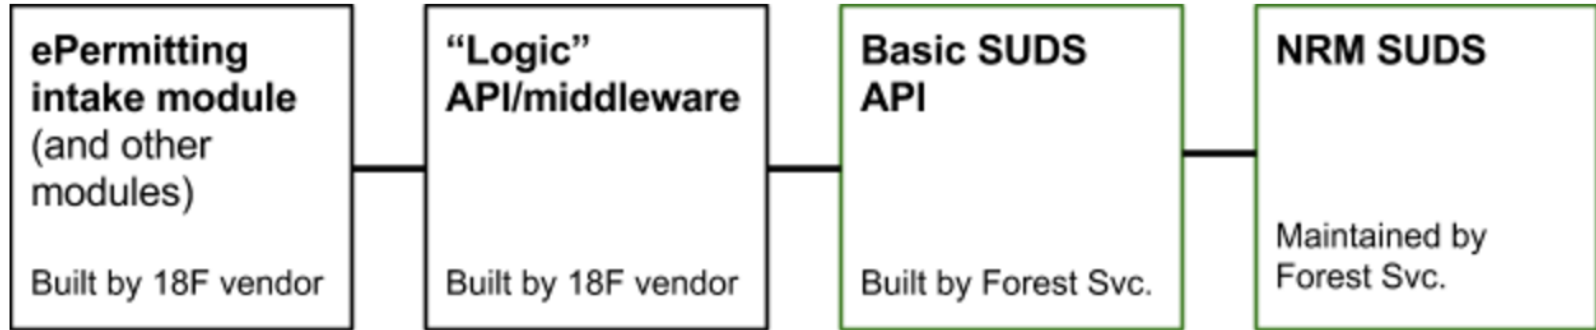 ePermitting
intake module
(and other
modules)
Built by 18F vendor
“Logic”
API/middleware
Built by 18F vendor
Basic SUDS
API
Built by Forest Svc.
NRM SUDS
Maintained by
Forest Svc.